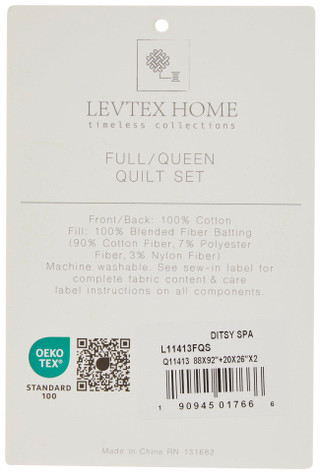 LEVTEX HOME
timeless collections
FULL/QUEEN
QUILT SET
Front/Back: 100% Cotton
Fill: 100% Blended Fiber Batting
(90% Cotton Fiber, 7% Polyester
Fiber, 3% Nylon Fiber)
Machine washable. See sew-in label for
complete fabric content & care
label instructions on all components.
OEKO
TEX®
STANDARD
100
DITSY SPA
L11413FQS
Q11413 88X92"+20X26"X2
1 90945 01766 6
Made in China RN 151682